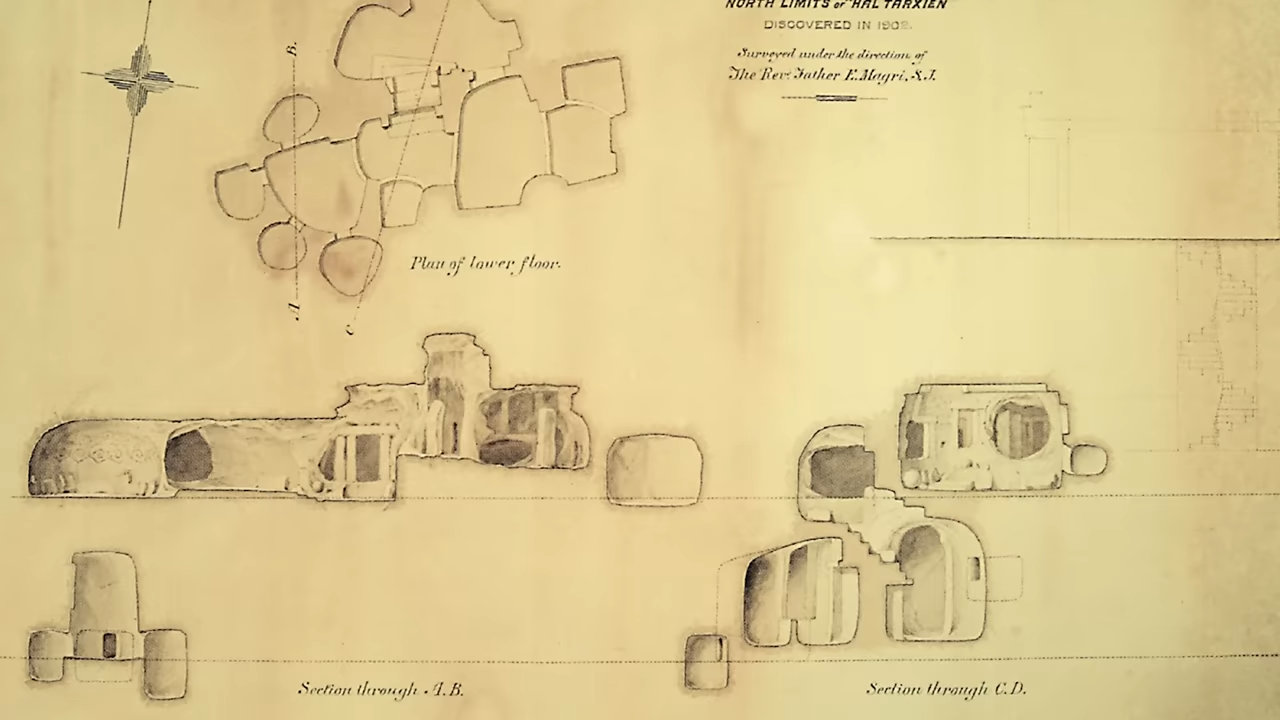 NORTH LIMITS of "HAL TARXIEN"
DISCOVERED IN 1902.
Surveyed under the direction of
The Rev: Father E. Magri, S.J.
B.
Plan of lower floor.
A
C
Section through A.B.
Section through C.D.